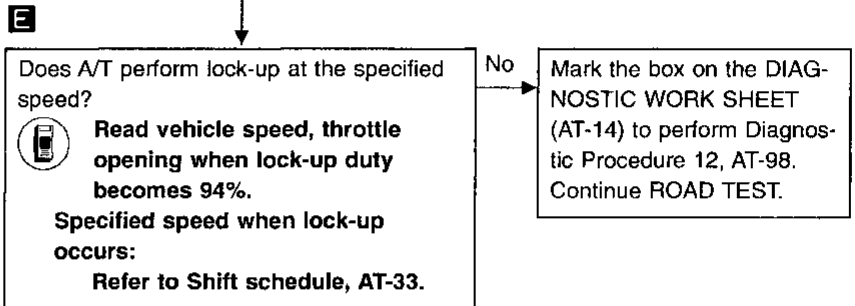 E
Does A/T perform lock-up at the specified
speed?
Read vehicle speed, throttle
opening when lock-up duty
becomes 94%.
Specified speed when lock-up
occurs:
Refer to Shift schedule, AT-33.
No
Mark the box on the DIAG-
NOSTIC WORK SHEET
(AT-14) to perform Diagnos-
tic Procedure 12, AT-98.
Continue ROAD TEST.